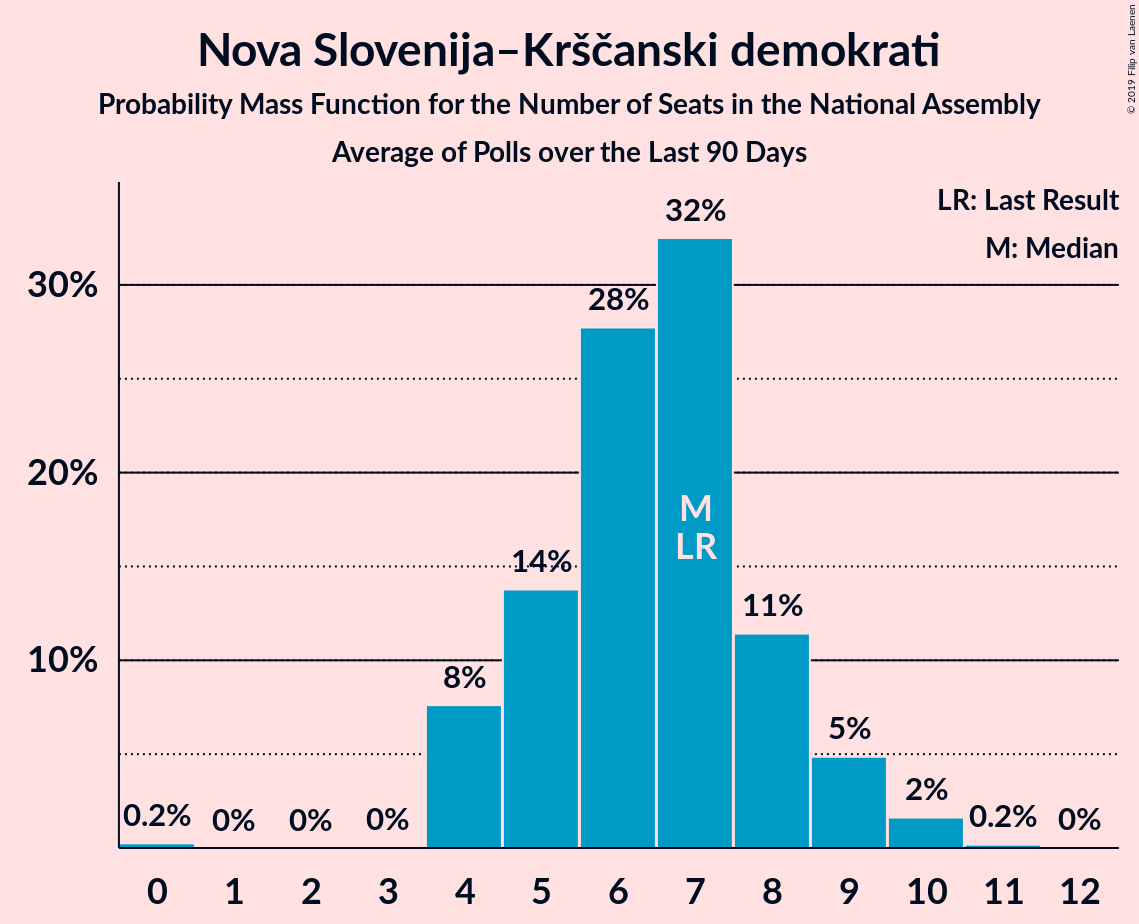 Nova Slovenija–Krščanski demokrati
Probability Mass Function for the Number of Seats in the National Assembly
Average of Polls over the Last 90 Days
© 2019 Filip van Laenen
LR: Last Result
M: Median
30%
20%
10%
0.2%
0%
0%
0%
8%
14%
28%
32%
11%
5%
2%
0.2%
0%
M
LR
0 1 2 3 4 5 6 7 8 9 10 11 12